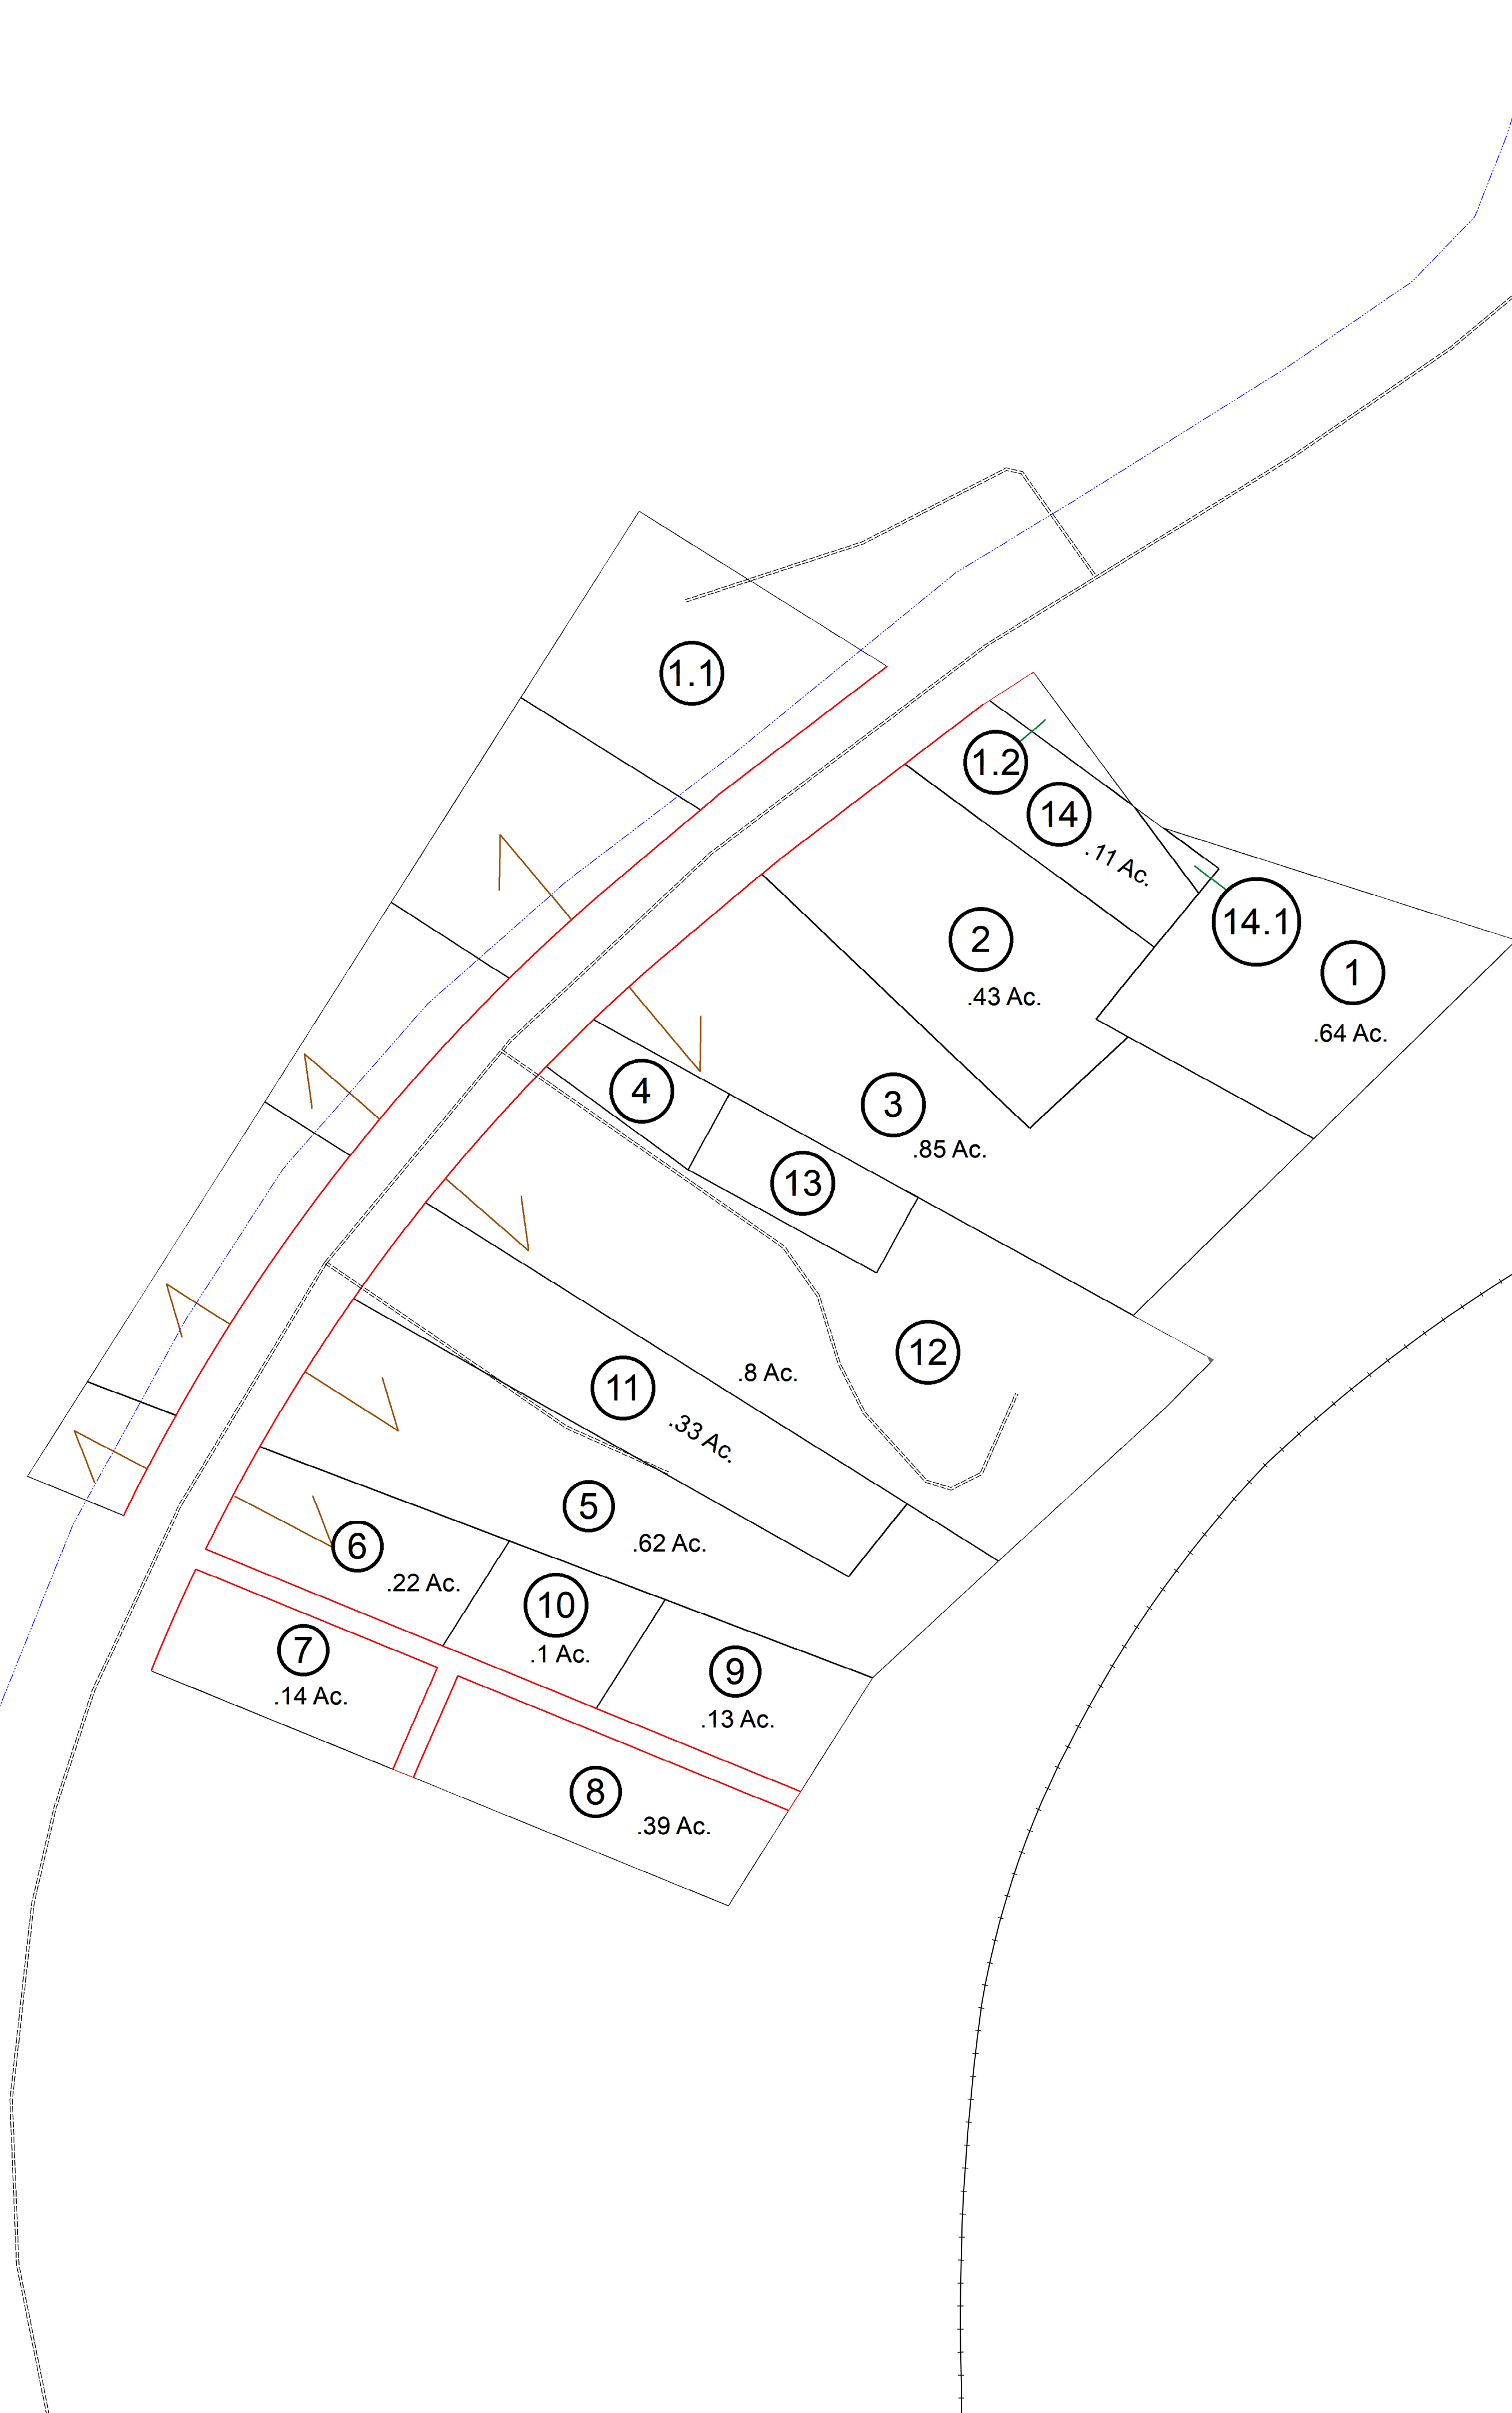 1.1
1.2
14
.11 Ac.
14.1
2
.43 Ac.
1
.64 Ac.
4
3
.85 Ac.
13
12
.8 Ac.
11
.33 Ac.
5
.62 Ac.
6
.22 Ac.
10
.1 Ac.
7
.14 Ac.
9
.13 Ac.
8
.39 Ac.